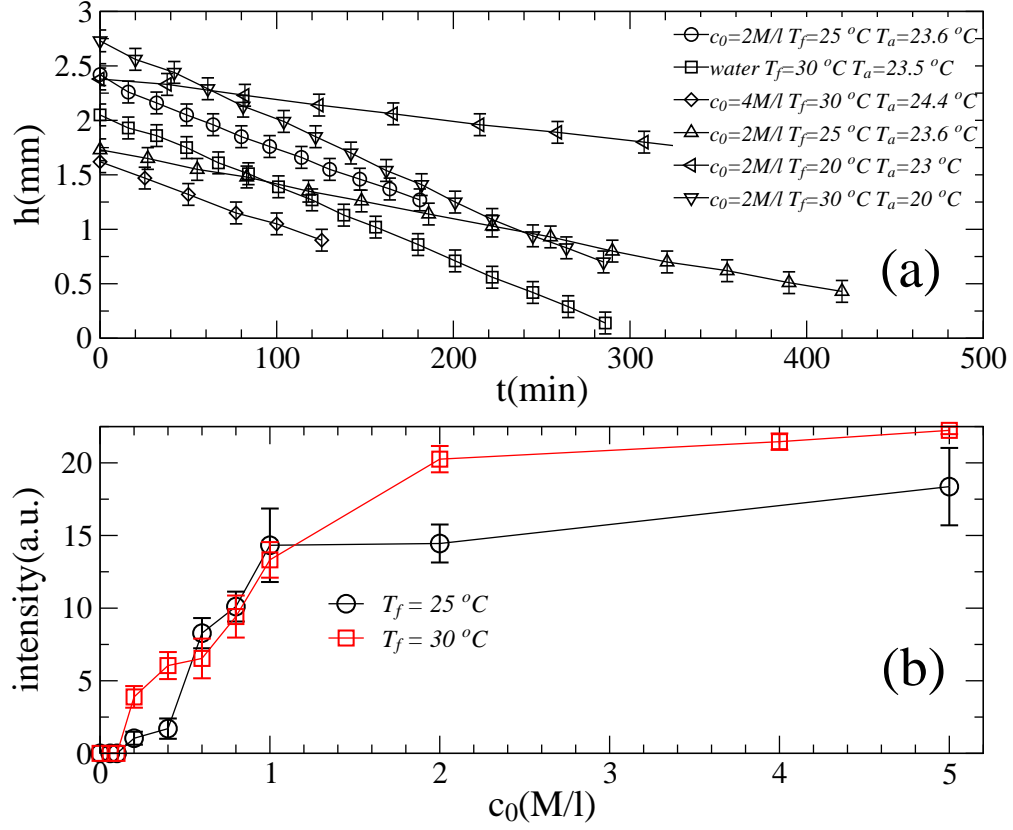 3
2.5
2
1.5
1
0.5
0
h(mm)
c0=2M/l Tf=25 °C Ta=23.6 °C
water Tf=30 °C Ta=23.5 °C
c0=4M/l Tf=30 °C Ta=24.4 °C
c0=2M/l Tf=25 °C Ta=23.6 °C
c0=2M/l Tf=20 °C Ta=23 °C
c0=2M/l Tf=30 °C Ta=20 °C
(a)
0 100 200 300 400 500
t(min)
20
15
10
5
0
intensity(a.u.)
Tf = 25 °C
Tf = 30 °C
(b)
0 1 2 3 4 5
c0(M/l)